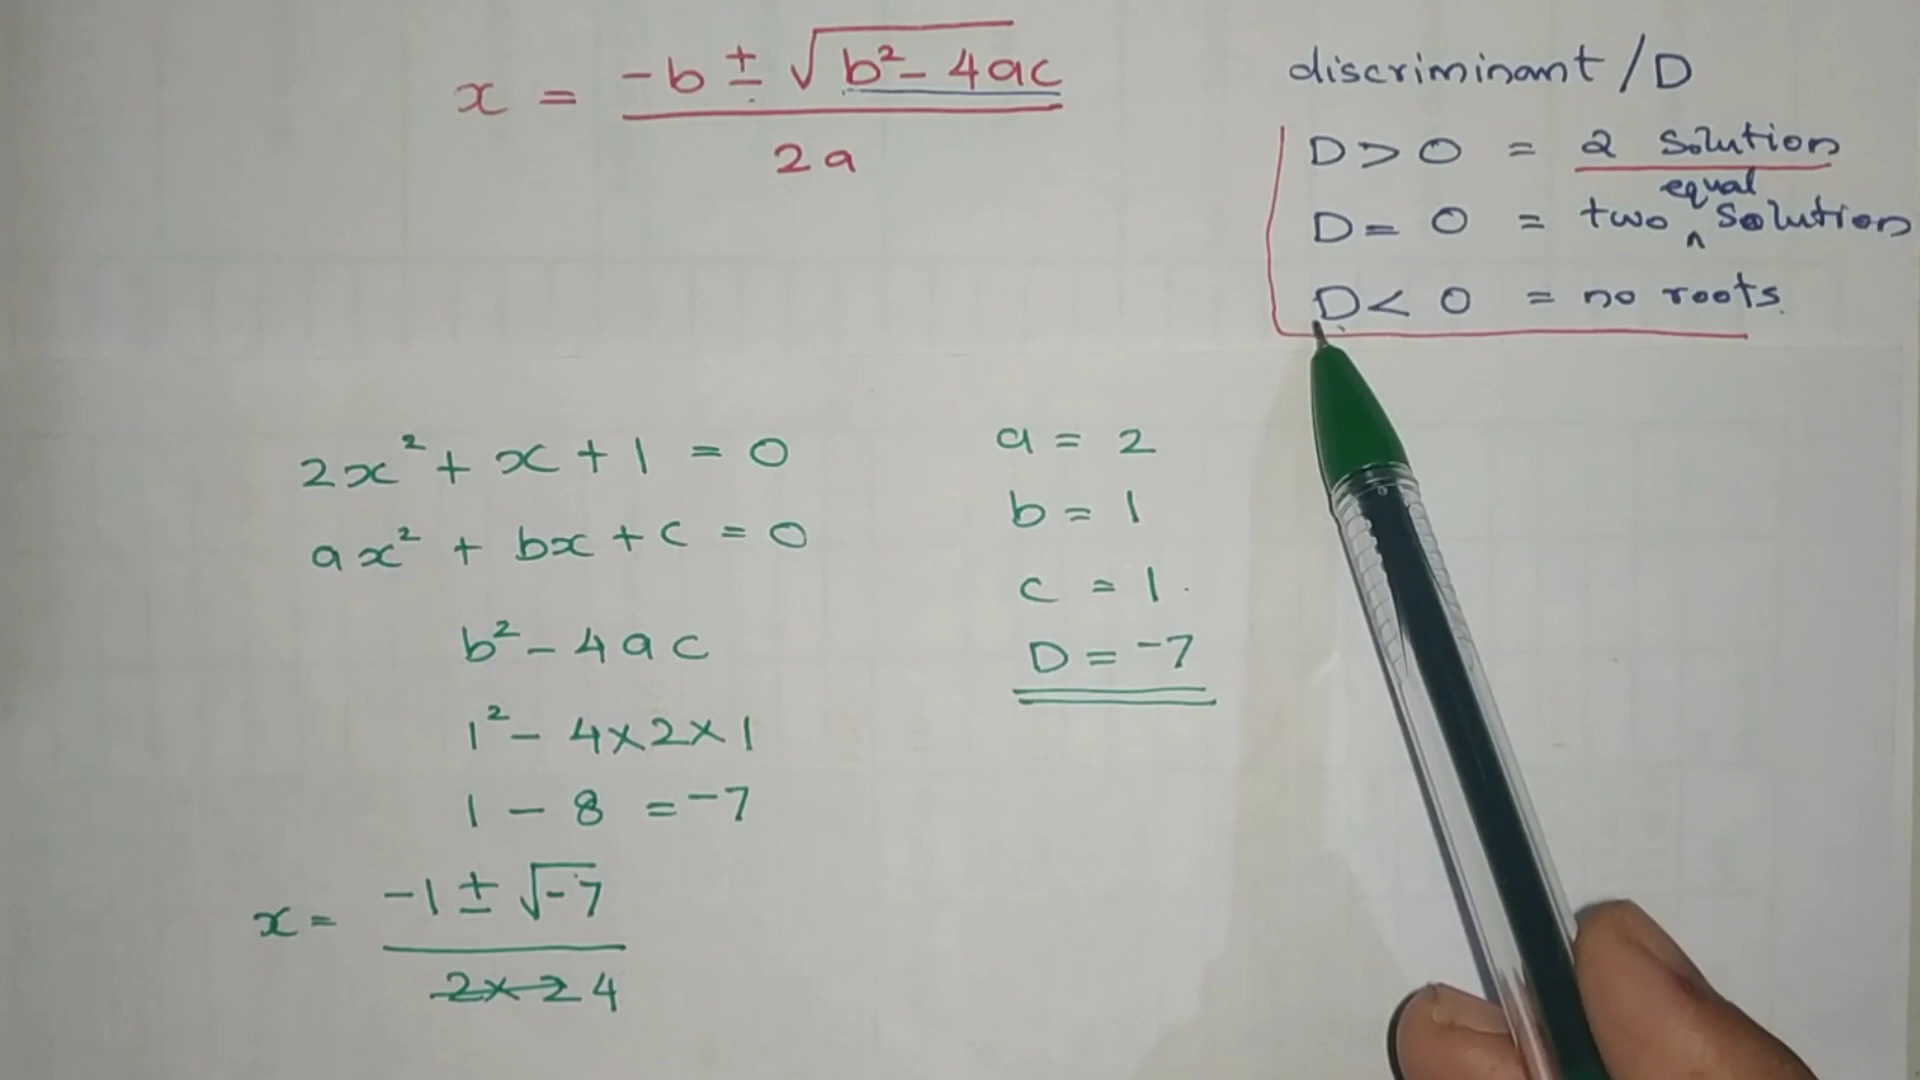 x = -b ± √b² - 4ac
2a
discriminant / D
D > 0 = 2 solution
D = 0 = two equal solution
D < 0 = no roots.
2x² + x + 1 = 0
ax² + bx + c = 0
b² - 4ac
1² - 4×2×1
1 - 8 = -7
x = -1 ± √-7
2×2 4
a = 2
b = 1
c = 1.
D = -7